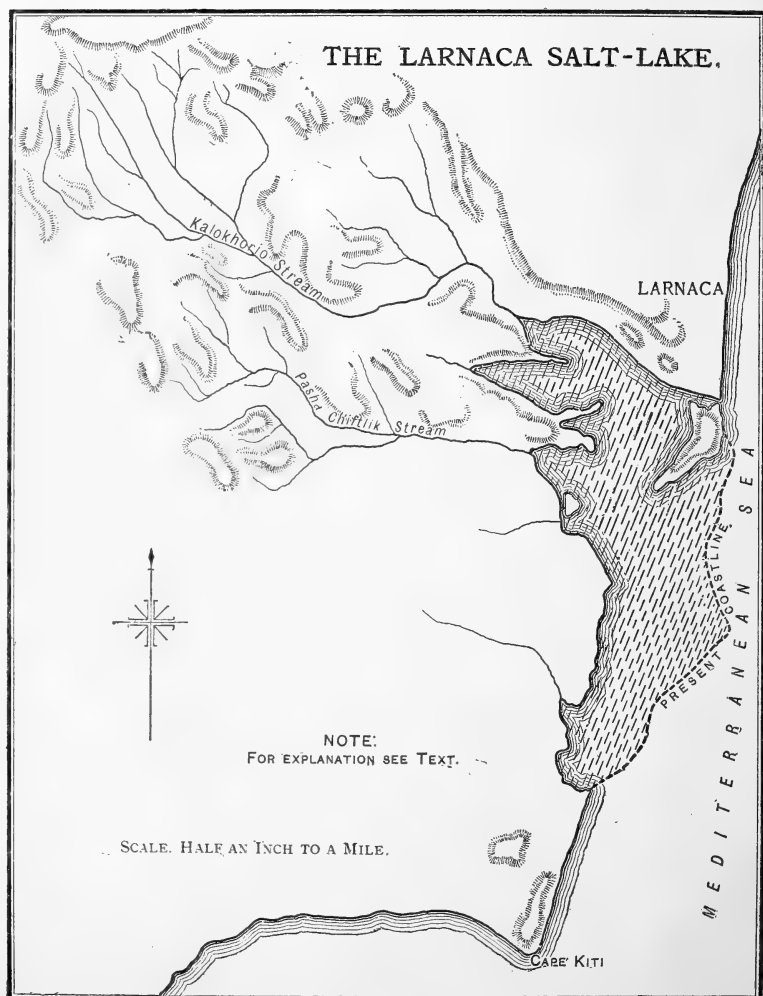 THE LARNACA SALT-LAKE.
Kalokhorio Stream
LARNACA
Pasha Chiftlik Stream
PRESENT COASTLINE
MEDITERRANEAN SEA
NOTE:
FOR EXPLANATION SEE TEXT.
SCALE. HALF AN INCH TO A MILE.
CAPE KITI